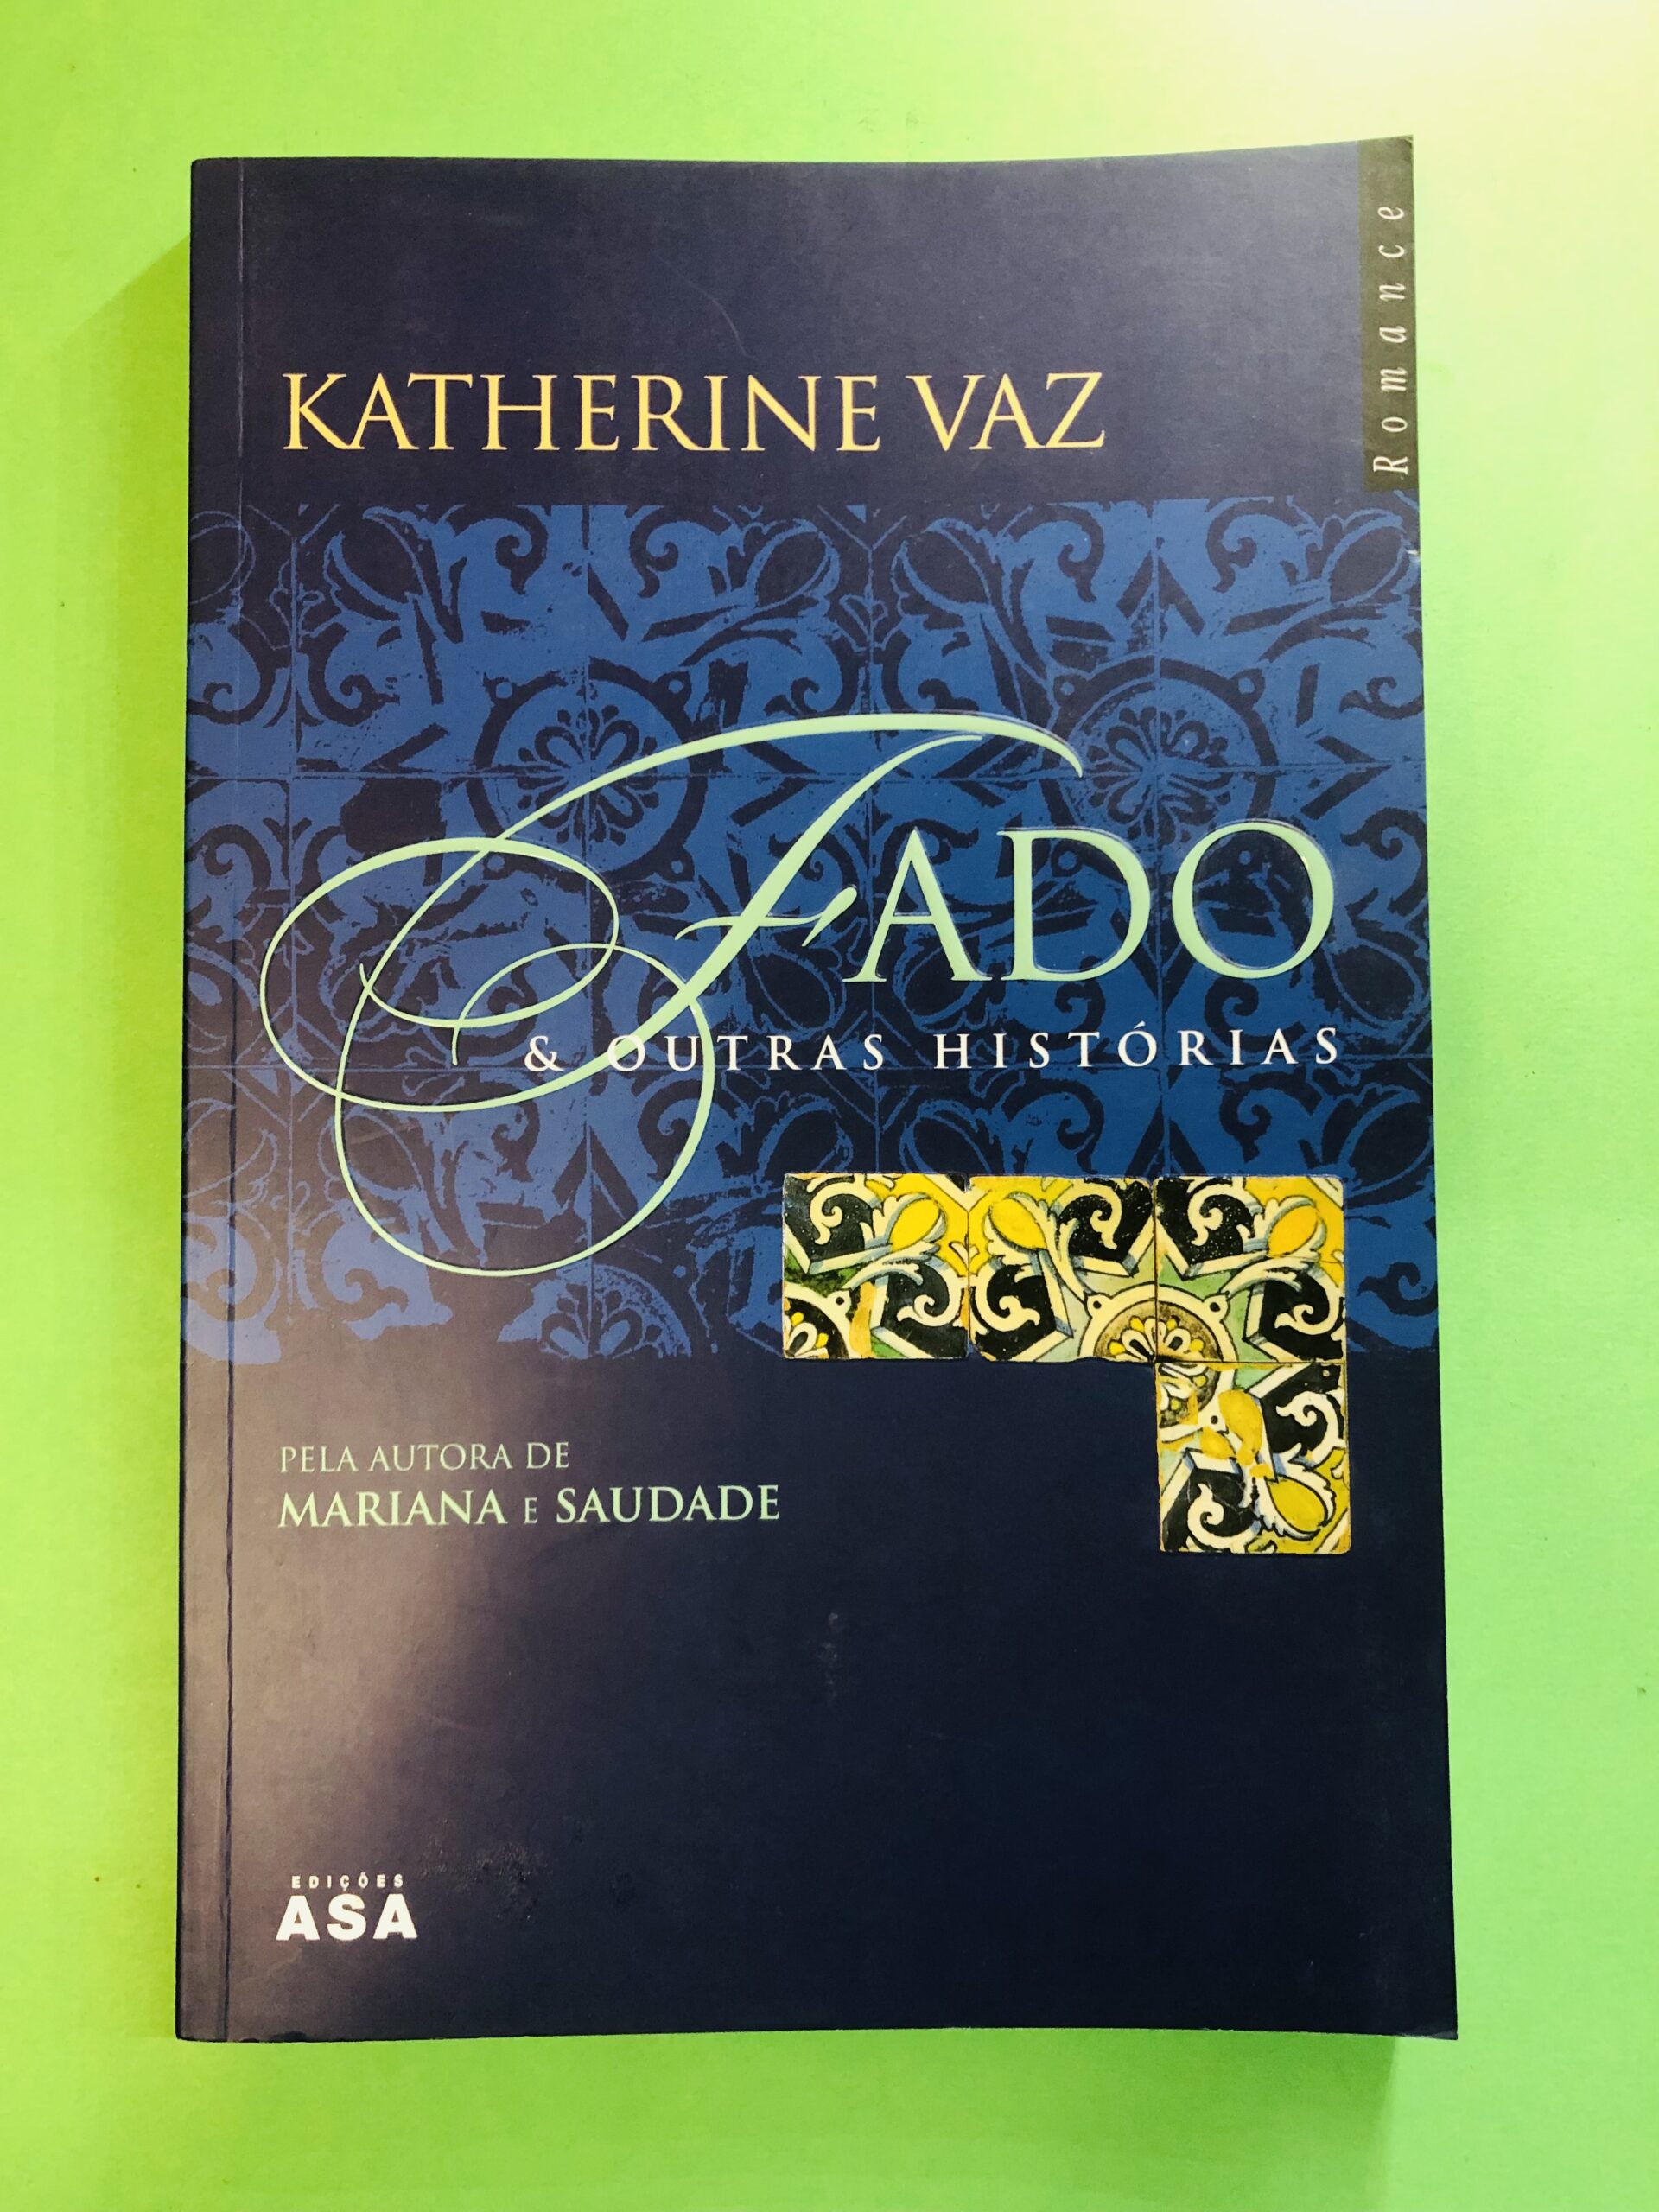 Romance
KATHERINE VAZ
FADO
& OUTRAS HISTÓRIAS
PELA AUTORA DE
MARIANA E SAUDADE
EDIÇÕES
ASA